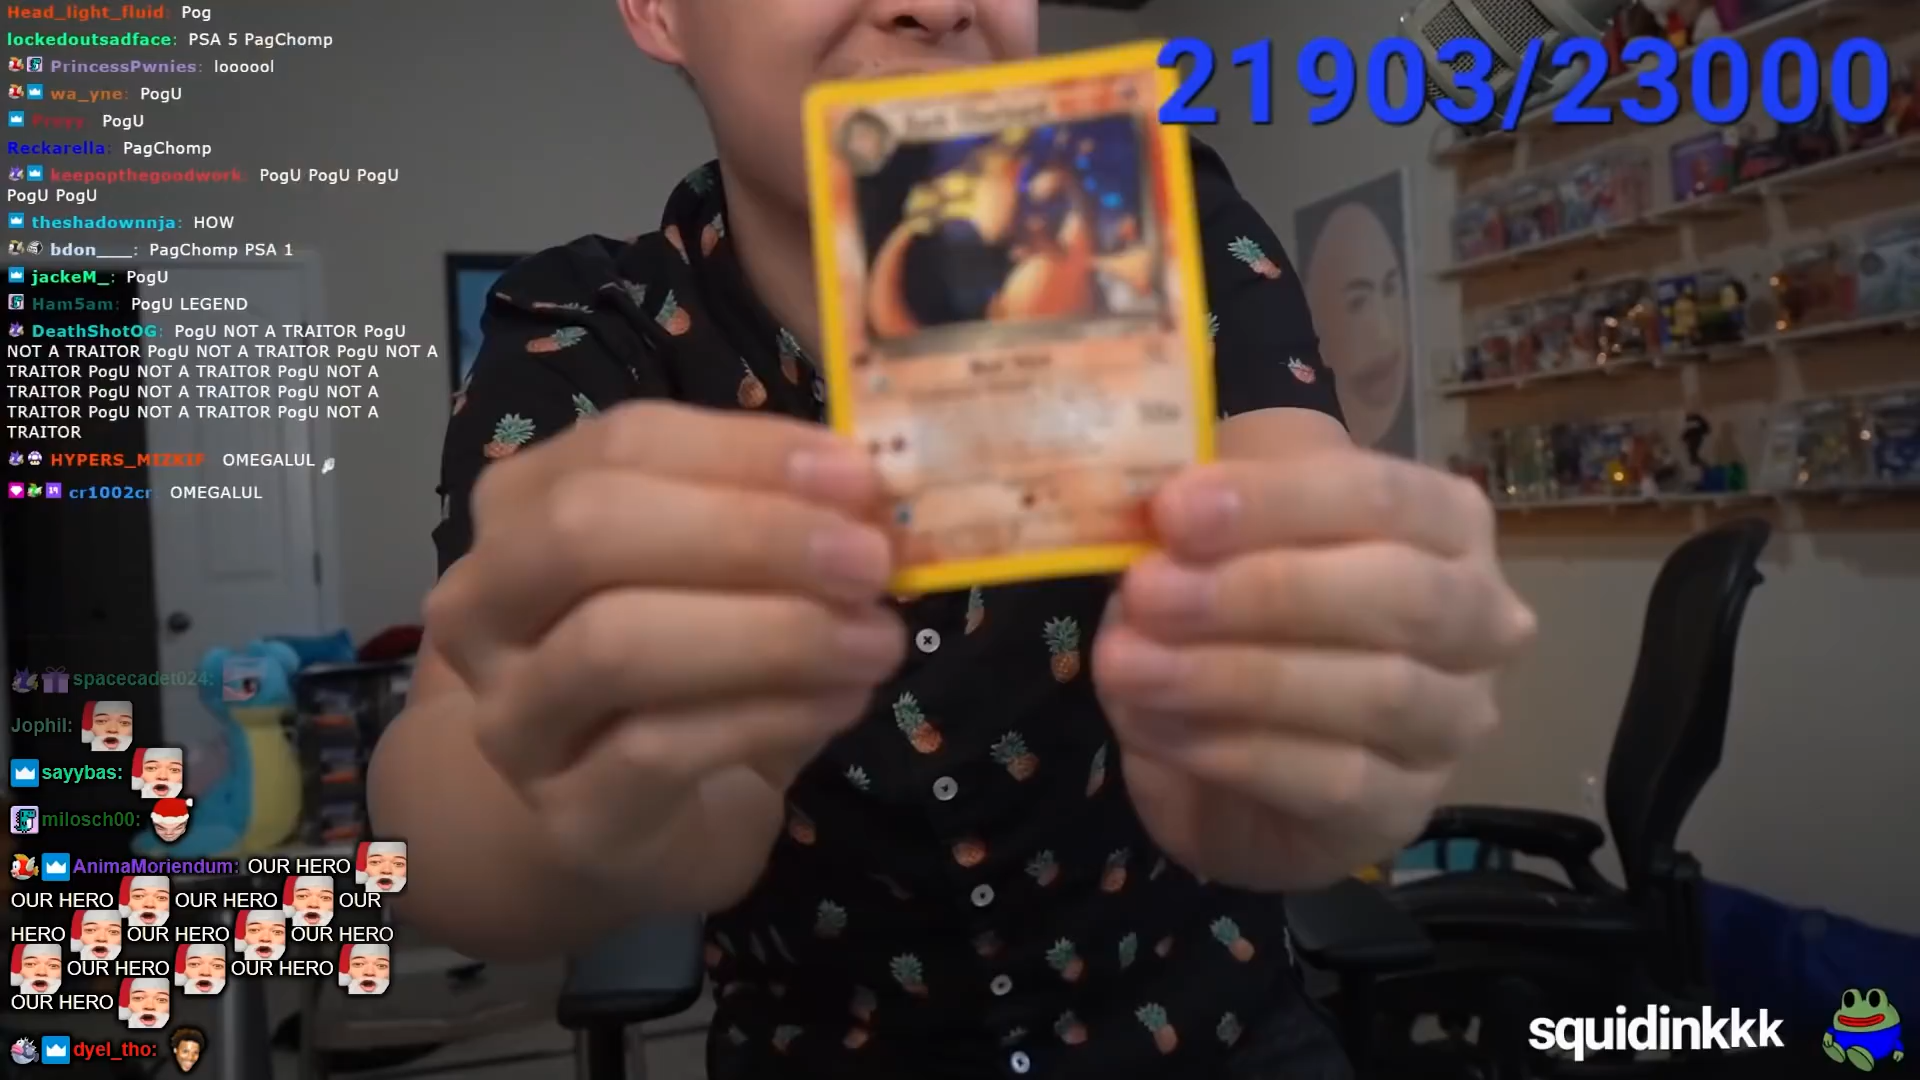 Head_light_fluid: Pog
lockedoutsadface: PSA 5 PagChomp
PrincessPwnies: loooool
wa_yne: PogU
PogU
Reckarella: PagChomp
keepopthegoodwork: PogU PogU PogU
PogU PogU
theshadownnja: HOW
bdon____: PagChomp PSA 1
jackeM_: PogU
Ham5am: PogU LEGEND
DeathShotOG: PogU NOT A TRAITOR PogU
NOT A TRAITOR PogU NOT A TRAITOR PogU NOT A
TRAITOR PogU NOT A TRAITOR PogU NOT A
TRAITOR PogU NOT A TRAITOR PogU NOT A
TRAITOR PogU NOT A TRAITOR PogU NOT A
TRAITOR
HYPERS_MIZKIF OMEGALUL
cr1002cr: OMEGALUL
21903/23000
spacecadet024:
Jophil:
sayybas:
milosch00:
AnimaMoriendum: OUR HERO
OUR HERO OUR HERO OUR
HERO OUR HERO OUR HERO
OUR HERO OUR HERO
OUR HERO
dyel_tho:
squidinkkk